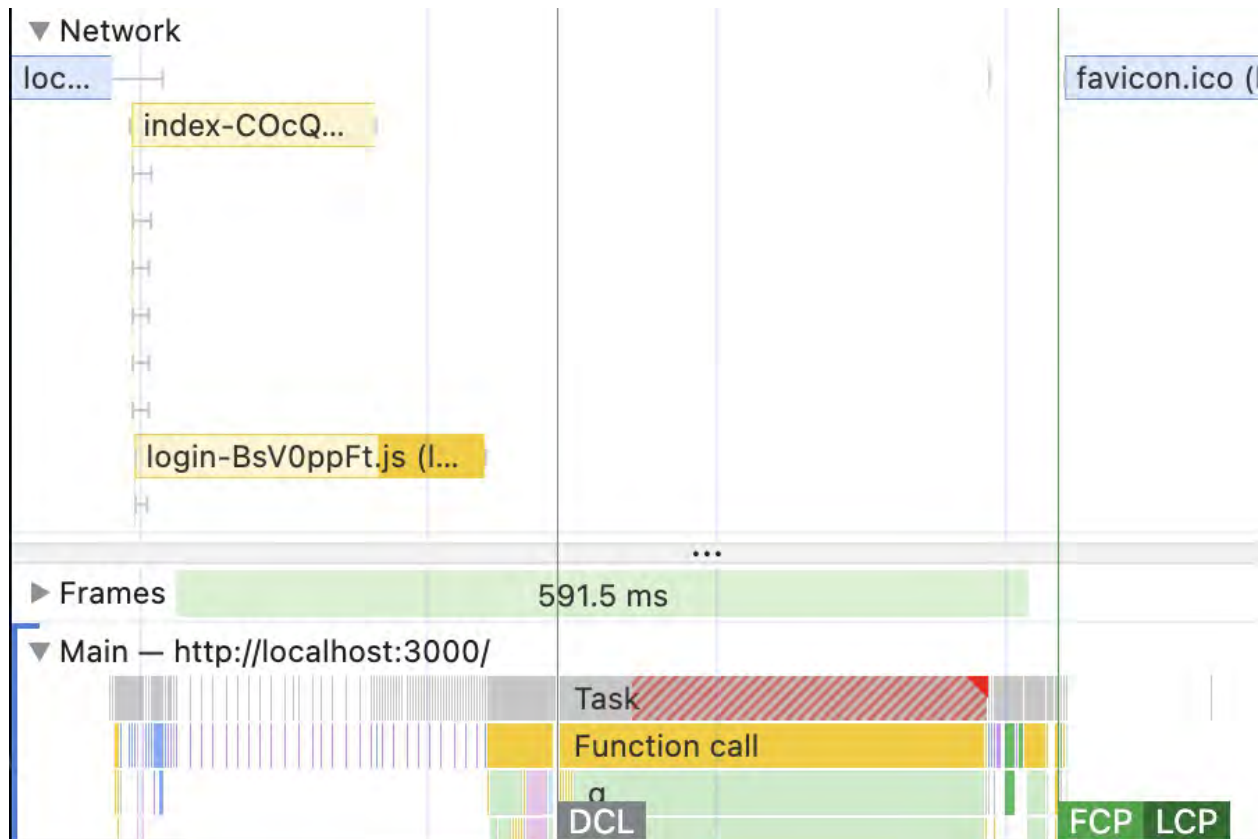 Network
loc...
favicon.ico (
index-COcQ...
login-BsV0ppFt.js (l...
Frames
591.5 ms
Main — http://localhost:3000/
Task
Function call
DCL
FCP LCP